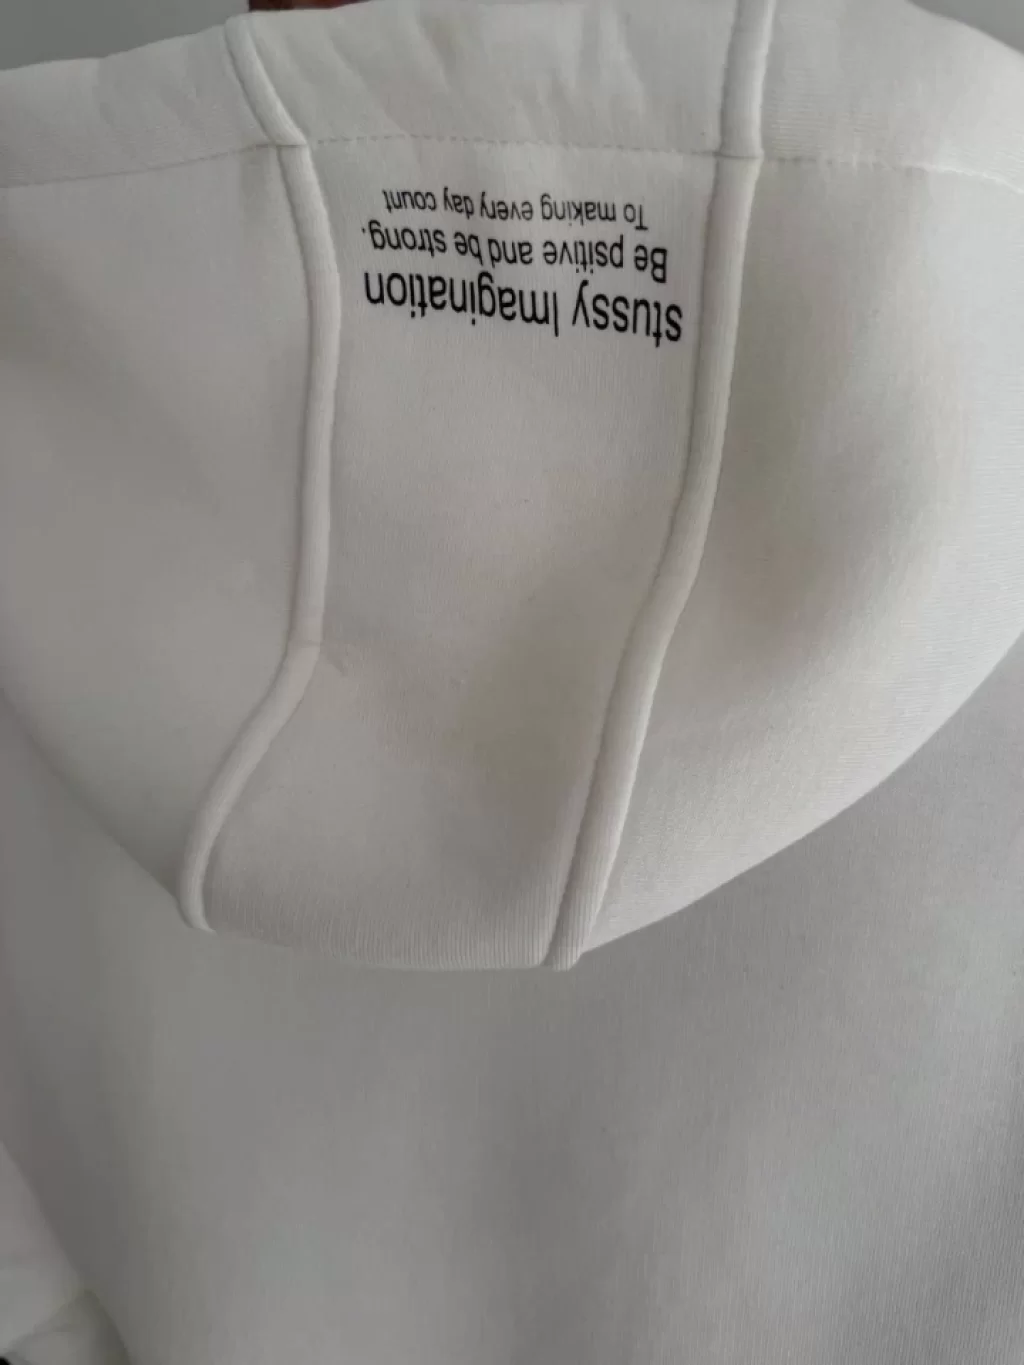 stussy Imagination
Be psitive and be strong.
To making every day count